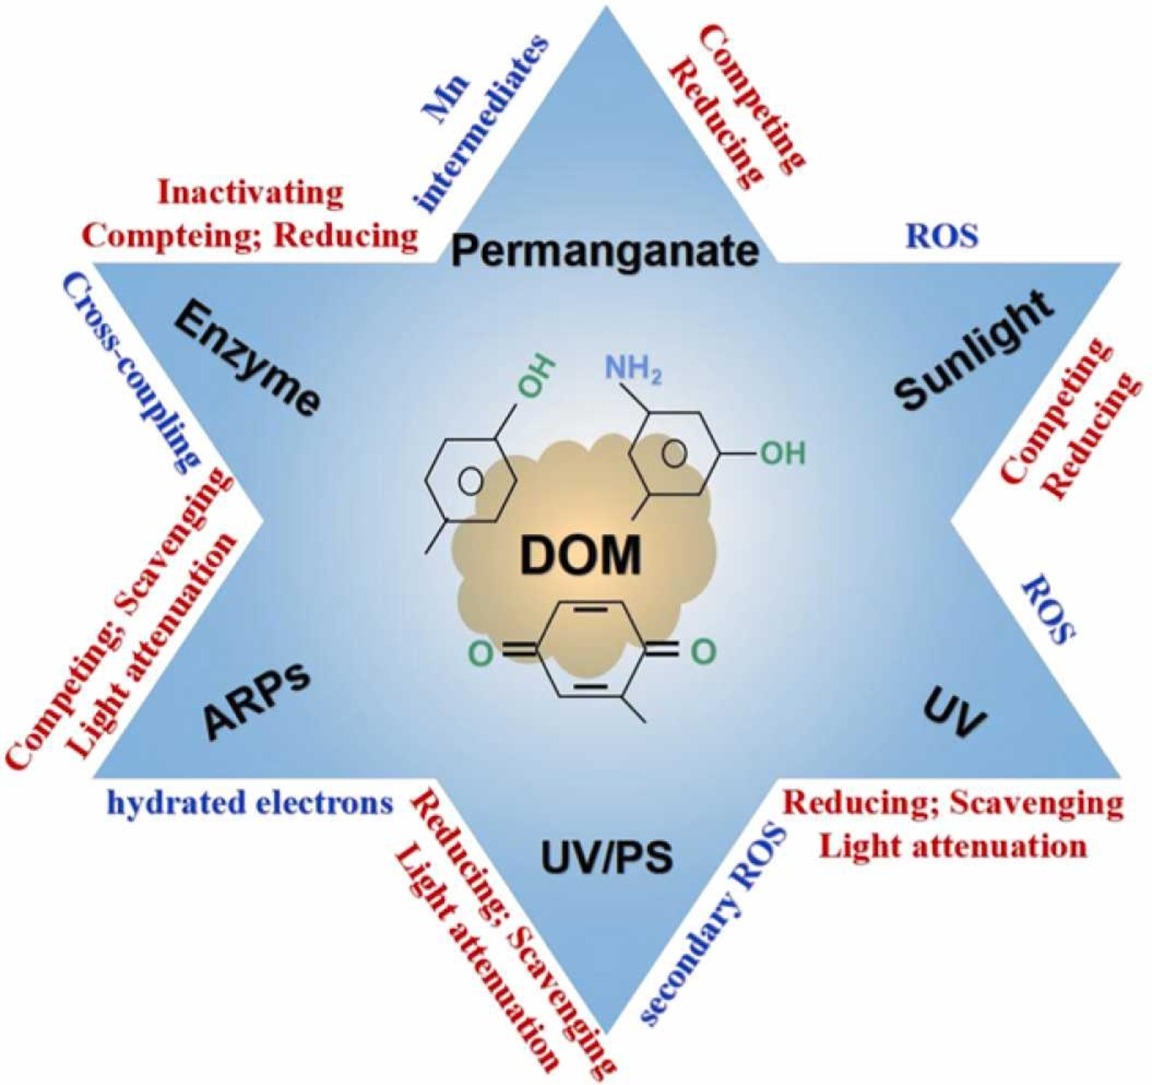 Mn
intermediates
Competing
Reducing
Inactivating
Compteing; Reducing
Permanganate
ROS
Cross-coupling
Enzyme
Sunlight
Competing
Reducing
OH
NH2
OH
DOM
O
O
Competing; Scavenging
Light attenuation
ARPs
ROS
UV
hydrated electrons
Reducing; Scavenging
Light attenuation
UV/PS
secondary ROS
Reducing; Scavenging
Light attenuation